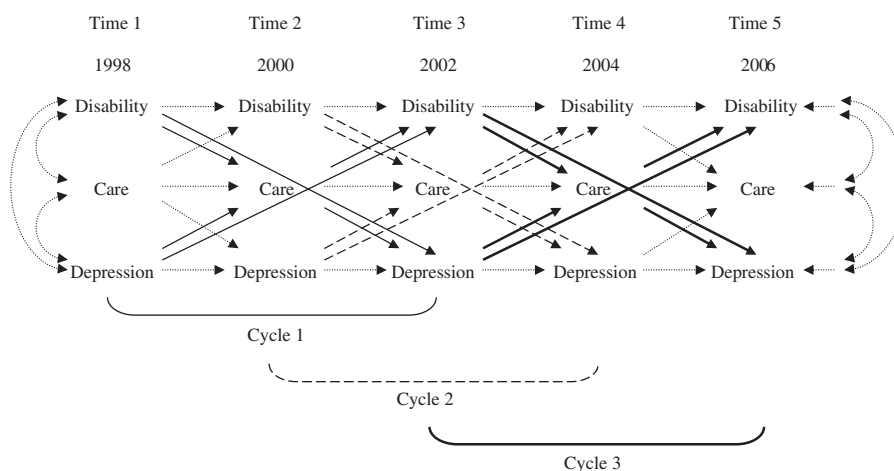 Time 1 Time 2 Time 3 Time 4 Time 5
1998 2000 2002 2004 2006
Disability Disability Disability Disability Disability
Care Care Care Care Care
Depression Depression Depression Depression Depression
Cycle 1
Cycle 2
Cycle 3